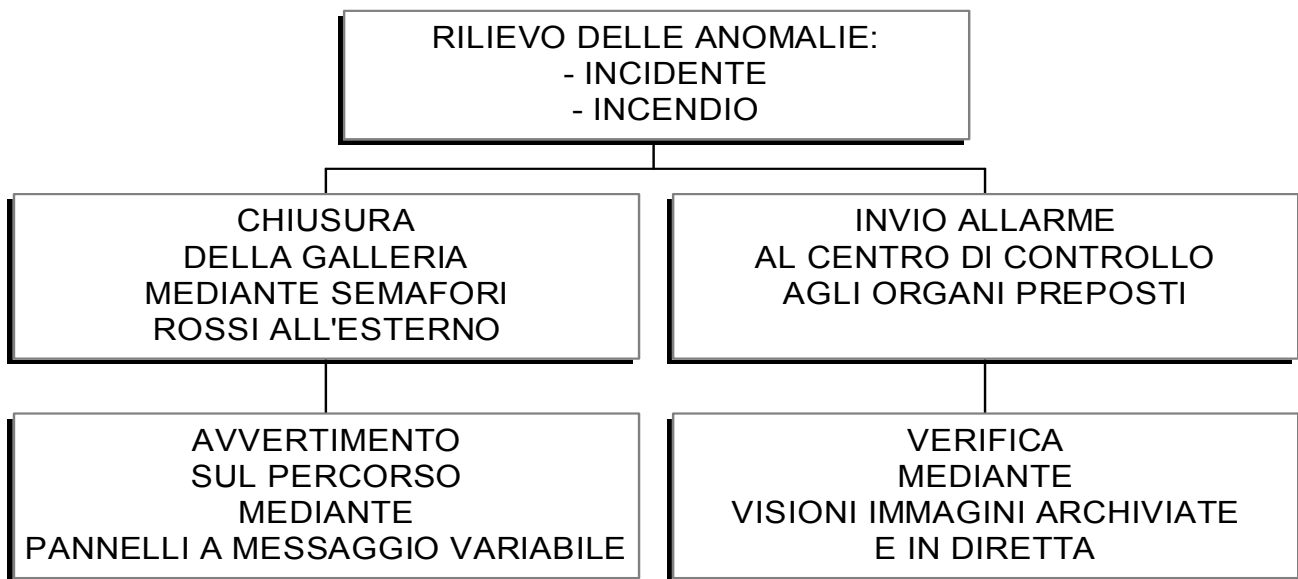 RILIEVO DELLE ANOMALIE:
- INCIDENTE
- INCENDIO
CHIUSURA
DELLA GALLERIA
MEDIANTE SEMAFORI
ROSSI ALL'ESTERNO
INVIO ALLARME
AL CENTRO DI CONTROLLO
AGLI ORGANI PREPOSTI
AVVERTIMENTO
SUL PERCORSO
MEDIANTE
PANNELLI A MESSAGGIO VARIABILE
VERIFICA
MEDIANTE
VISIONI IMMAGINI ARCHIVIATE
E IN DIRETTA